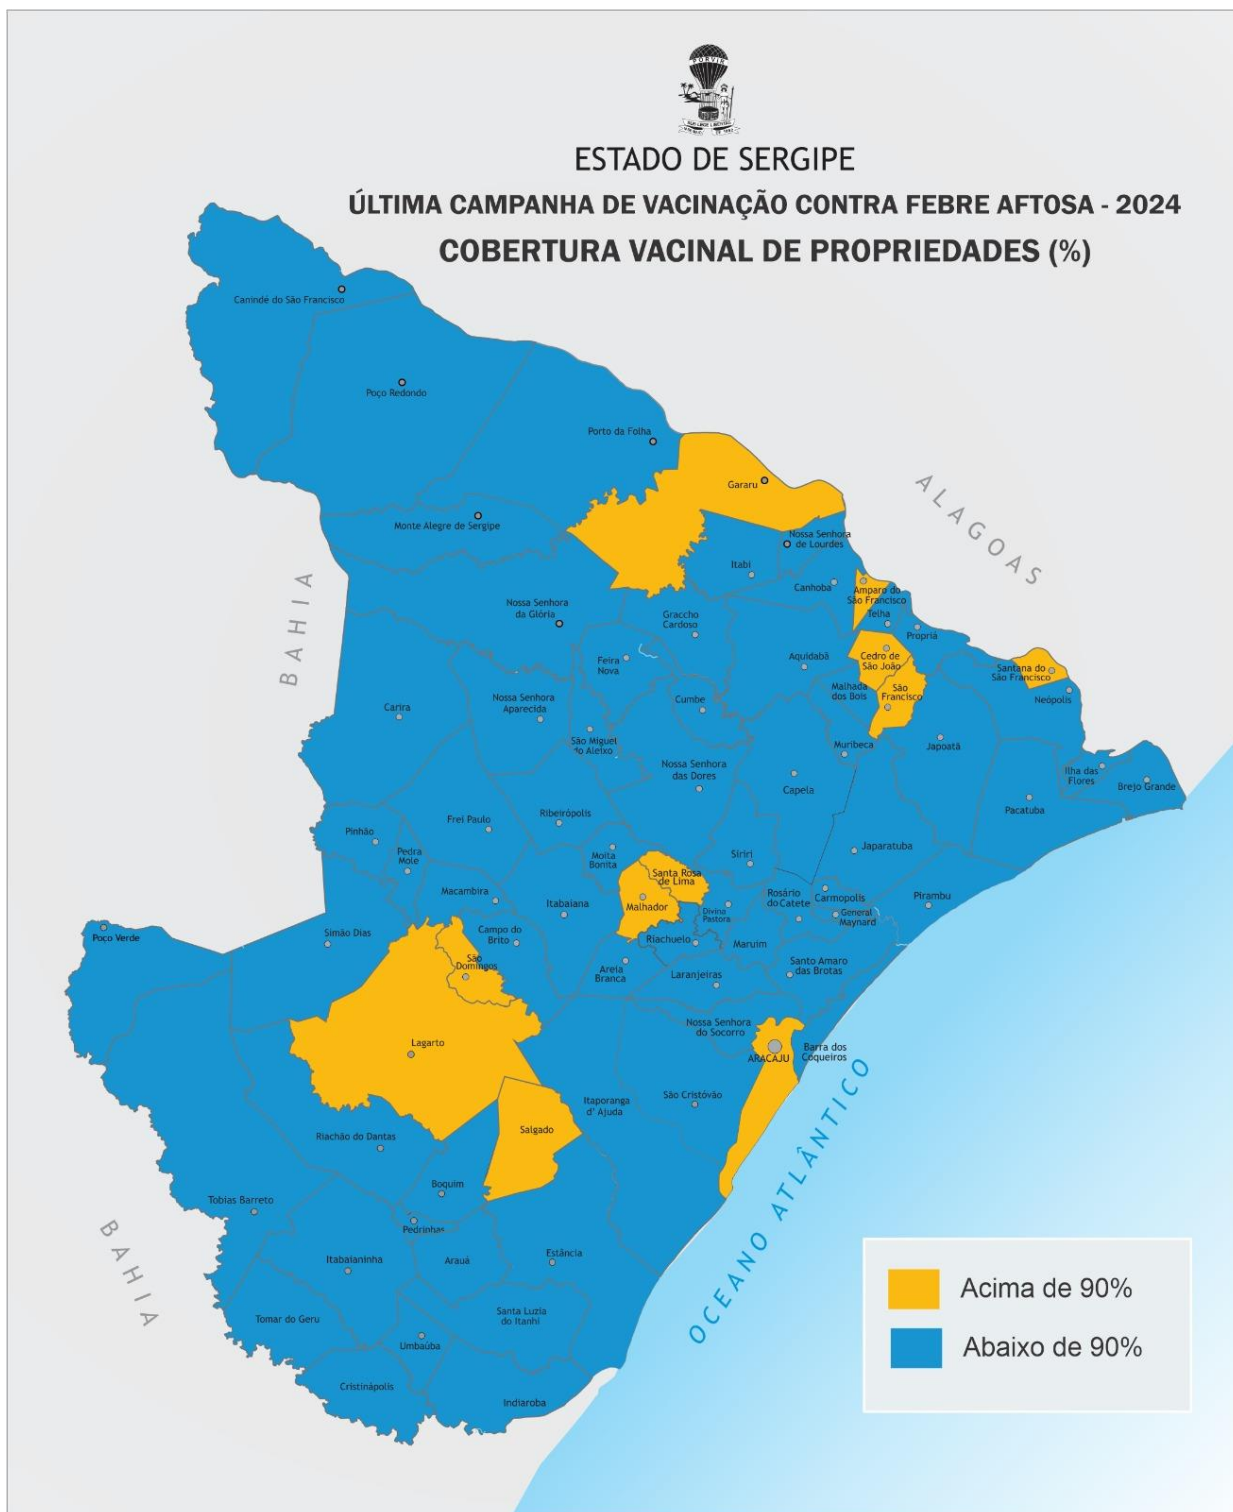 PORVIR
ESTADO DE SERGIPE
ÚLTIMA CAMPANHA DE VACINAÇÃO CONTRA FEBRE AFTOSA - 2024
COBERTURA VACINAL DE PROPRIEDADES (%)
Canindé do São Francisco
Poço Redondo
Porto da Folha
Gararu
ALAGOAS
Monte Alegre de Sergipe
Nossa Senhora
de Lourdes
Itabi
Canhoba
Amparo do
São Francisco
BAHIA
Nossa Senhora
da Glória
Graccho
Cardoso
Telha
Propriá
Feira
Nova
Aquidabã
Cedro de
São João
Santana do
São Francisco
Malhada
dos Bois
São
Francisco
Neópolis
Nossa Senhora
Aparecida
Cumbe
Carira
São Miguel
do Aleixo
Muribeca
Japoatã
Nossa Senhora
das Dores
Capela
Ilha das
Flores
Brejo Grande
Pacatuba
Ribeirópolis
Frei Paulo
Pinhão
Pedra
Mole
Moita
Bonita
Siriri
Japaratuba
Santa Rosa
de Lima
Macambira
Malhador
Itabaiana
Rosário
do Catete
Carmopolis
Pirambu
Divina
Pastora
General
Maynard
Poço Verde
Simão Dias
Campo do
Brito
Riachuelo
Maruim
São
Domingos
Areia
Branca
Laranjeiras
Santo Amaro
das Brotas
Nossa Senhora
do Socorro
Lagarto
ARACAJU
Barra dos
Coqueiros
Itaporanga
d' Ajuda
São Cristóvão
Salgado
Riachão do Dantas
Boquim
Tobias Barreto
Pedrinhas
OCEANO ATLÂNTICO
BAHIA
Itabaianinha
Arauá
Estância
Tomar do Geru
Santa Luzia
do Itanhi
Umbaúba
Cristinápolis
Indiaroba
Acima de 90%
Abaixo de 90%